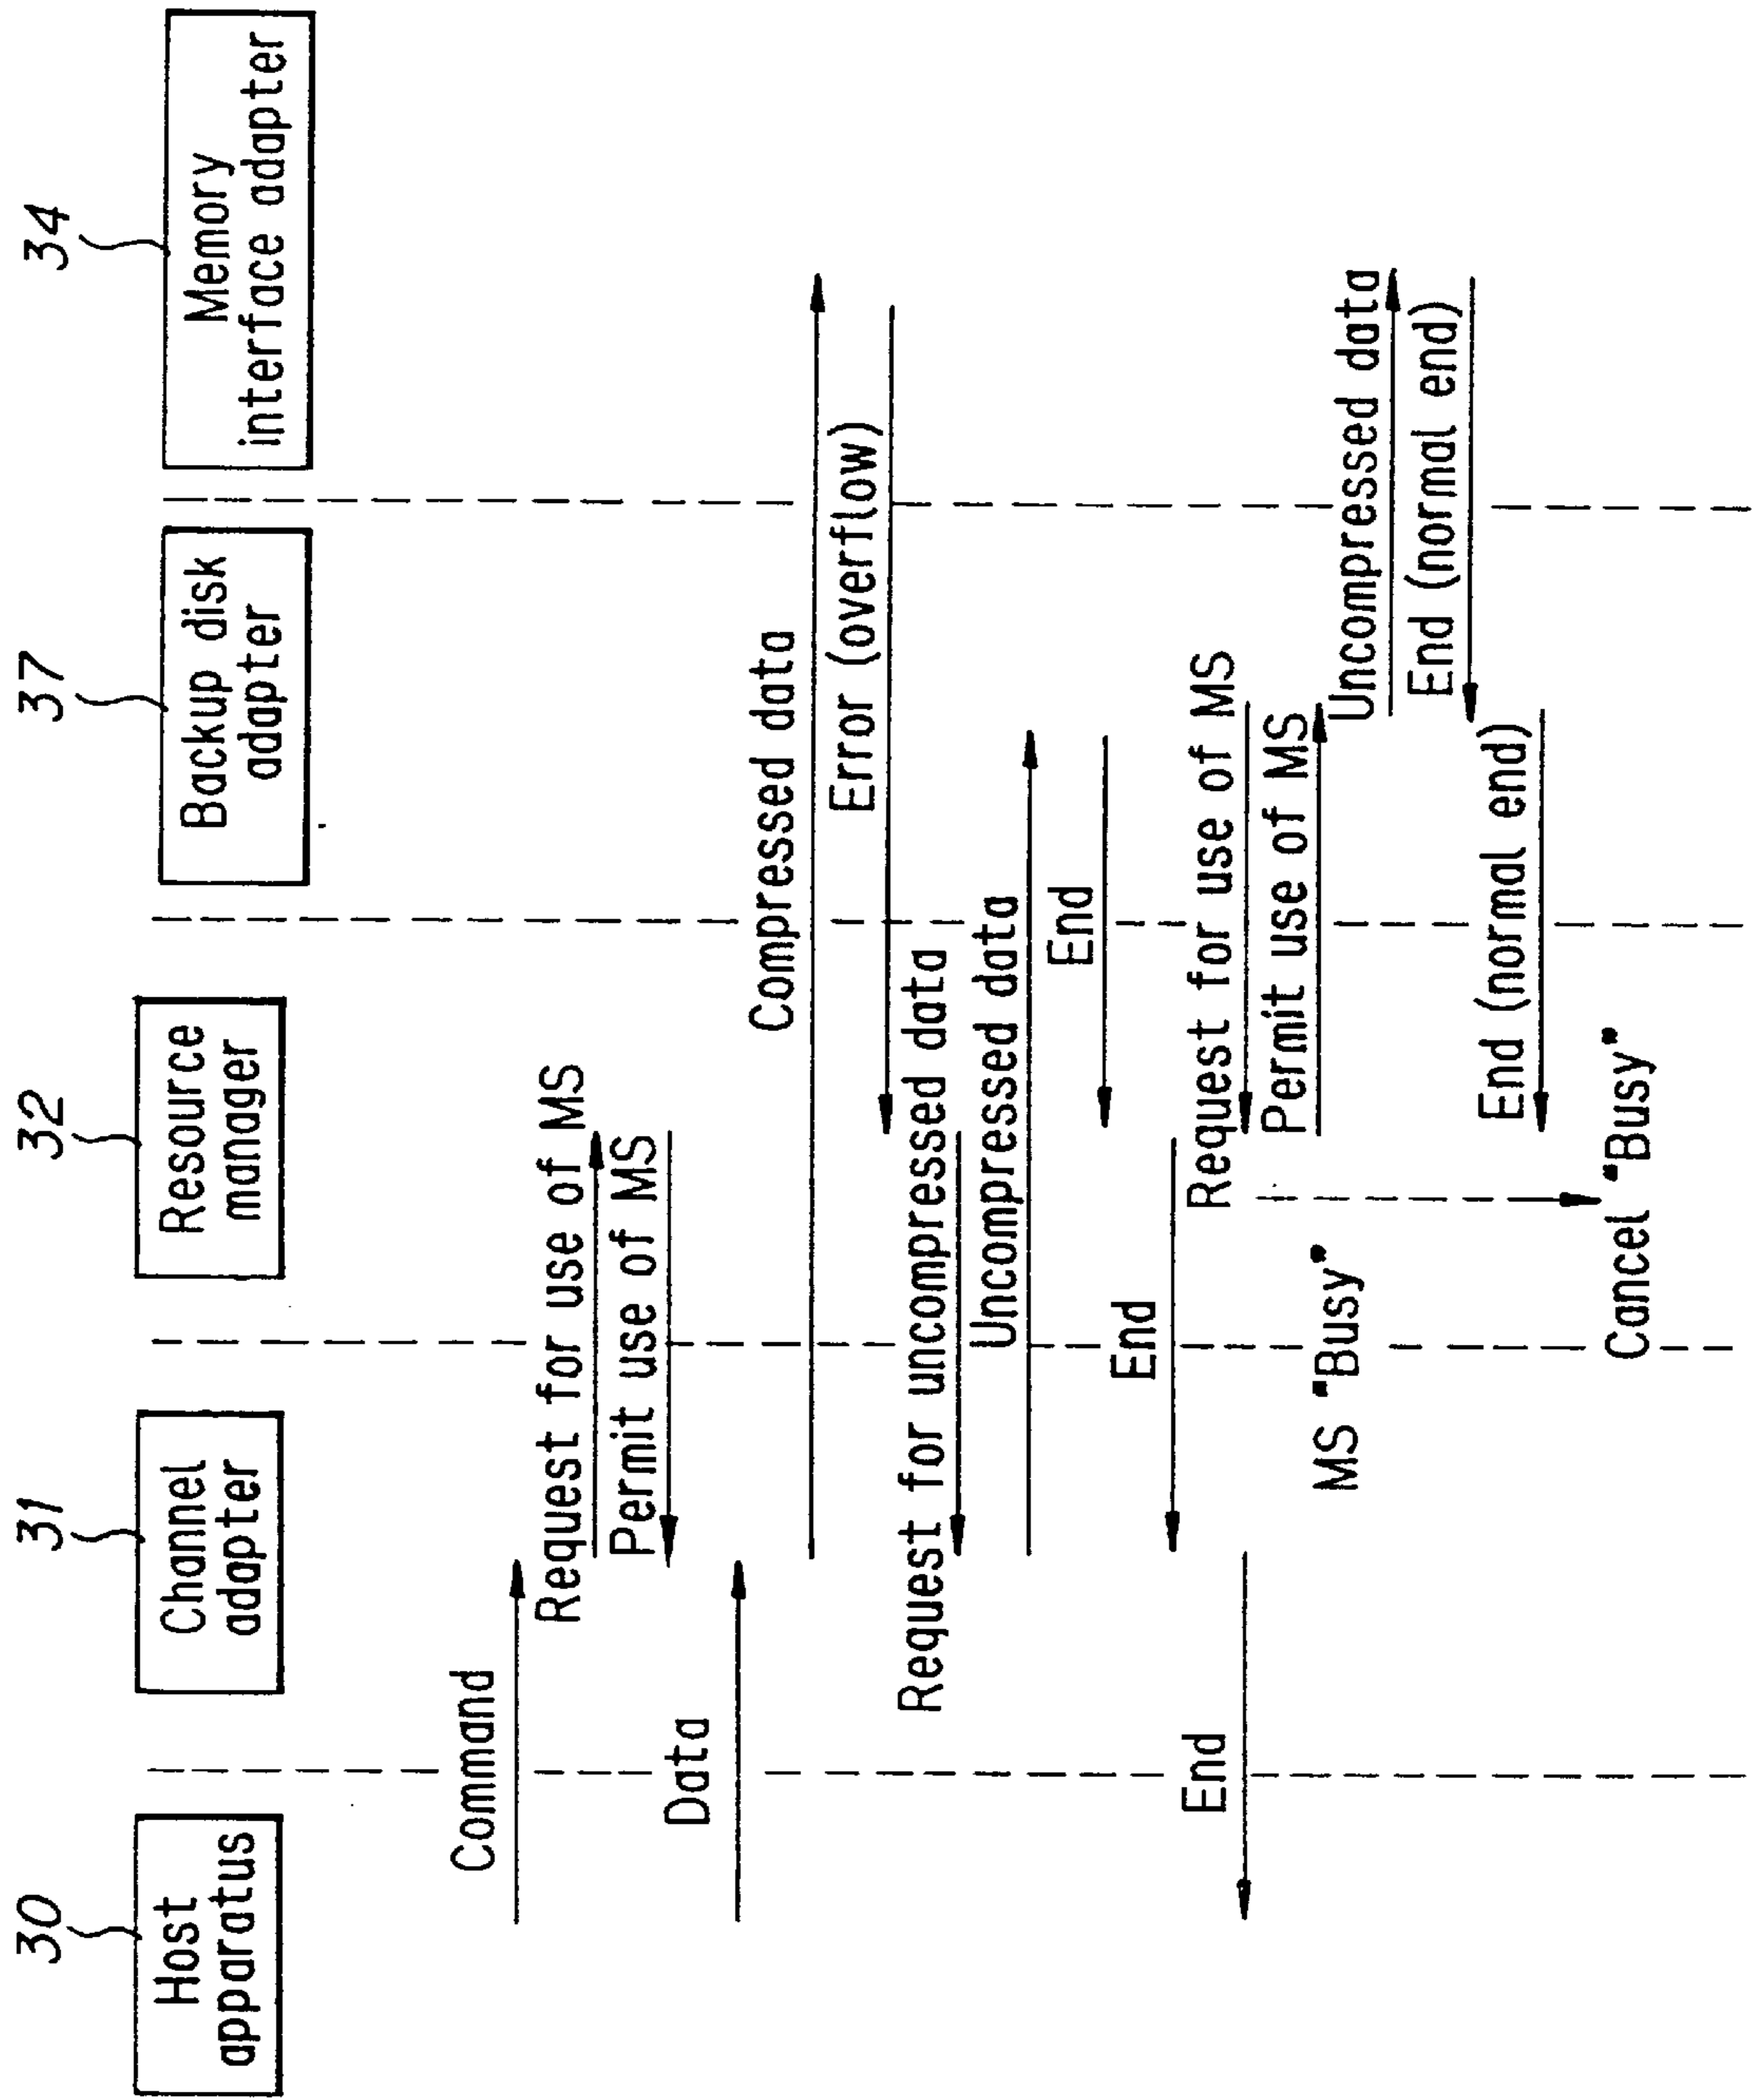 30
31
32
37
34
Host
apparatus
Channel
adapter
Resource
manager
Backup disk
adapter
Memory
interface adapter
Command
Request for use of MS
Permit use of MS
Data
Compressed data
Error (overflow)
Request for uncompressed data
Uncompressed data
End
End
End
Request for use of MS
MS "Busy"
Permit use of MS
Uncompressed data
End (normal end)
End (normal end)
Cancel "Busy"